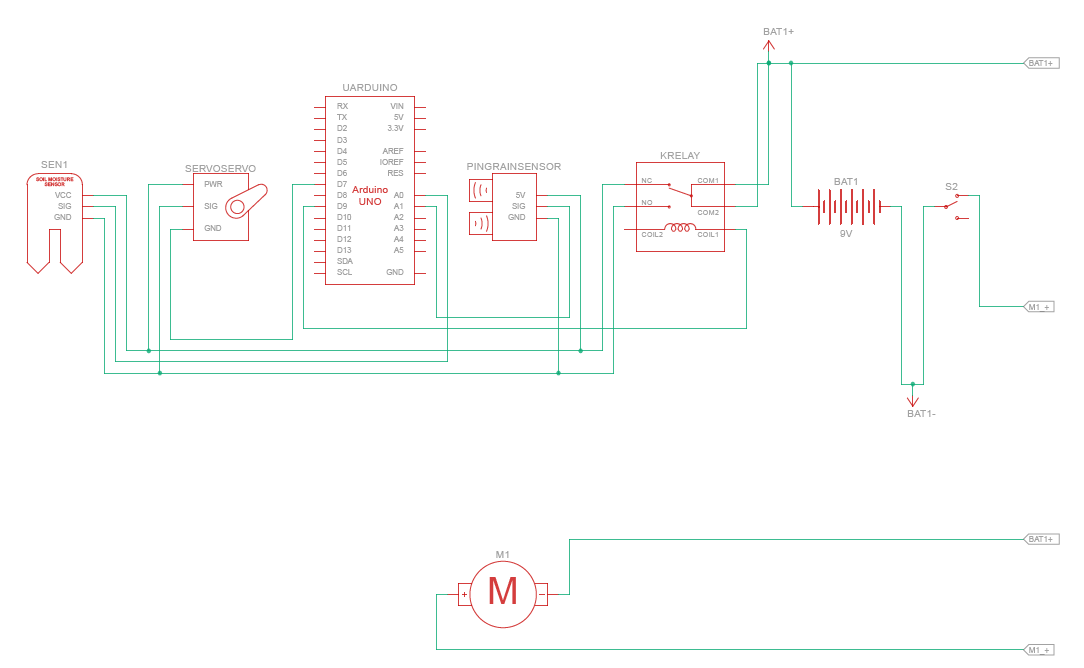 BAT1+
BAT1+
UARDUINO
RX
TX
D2
D3
D4
D5
D6
D7
D8
D9
D10
D11
D12
D13
SDA
SCL
VIN
5V
3.3V
AREF
IOREF
RES
A0
A1
A2
A3
A4
A5
GND
Arduino
UNO
SEN1
SOIL MOISTURE
SENSOR
VCC
SIG
GND
SERVOSERVO
PWR
SIG
GND
PINGRAINSENSOR
5V
SIG
GND
KRELAY
NC
NO
COIL2
COM1
COM2
COIL1
BAT1
9V
S2
M1_+
BAT1-
M1
M
+
−
BAT1+
M1_+